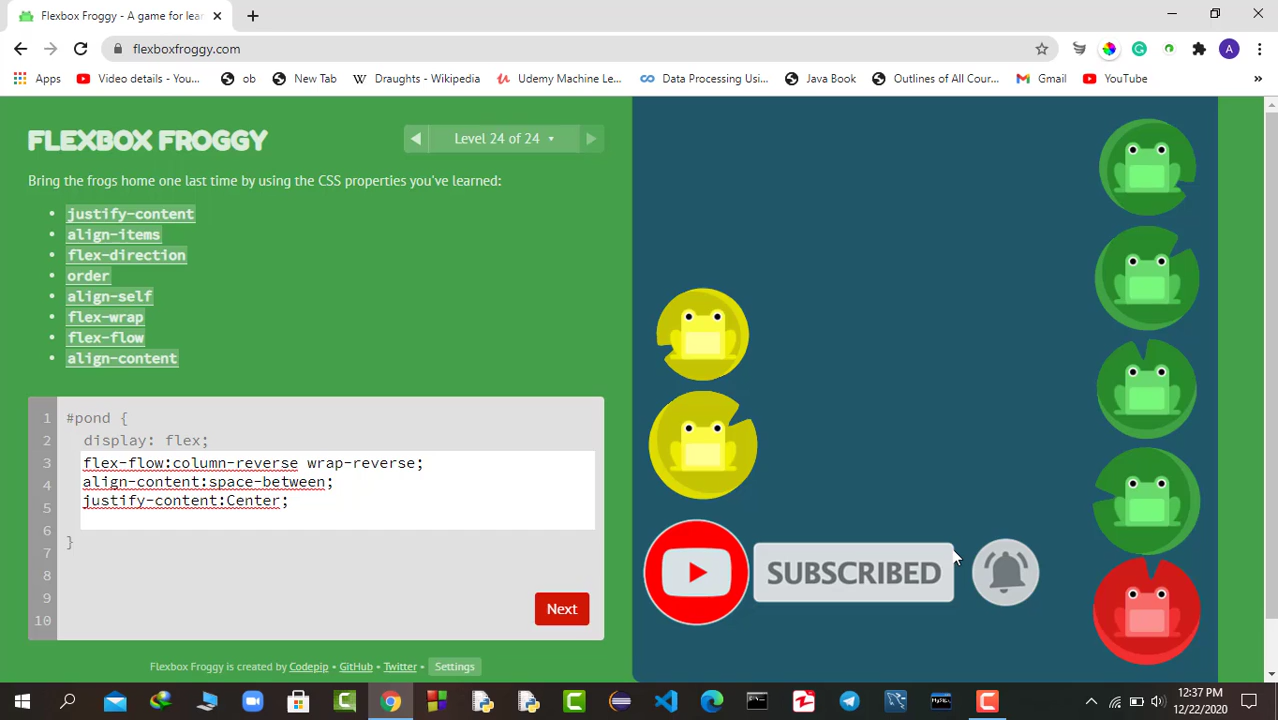 Flexbox Froggy - A game for lear
flexboxfroggy.com
A
Apps
Video details - You...
ob
New Tab
Draughts - Wikipedia
Udemy Machine Le...
Data Processing Usi...
Java Book
Outlines of All Cour...
Gmail
YouTube
»
FLEXBOX FROGGY
Level 24 of 24
Bring the frogs home one last time by using the CSS properties you've learned:
• justify-content
• align-items
• flex-direction
• order
• align-self
• flex-wrap
• flex-flow
• align-content
1 #pond {
2 display: flex;
3 flex-flow:column-reverse wrap-reverse;
4 align-content:space-between;
5 justify-content:Center;
6
7 }
8
9
10
Next
SUBSCRIBED
Flexbox Froggy is created by Codepip • GitHub • Twitter • Settings
12:37 PM
12/22/2020